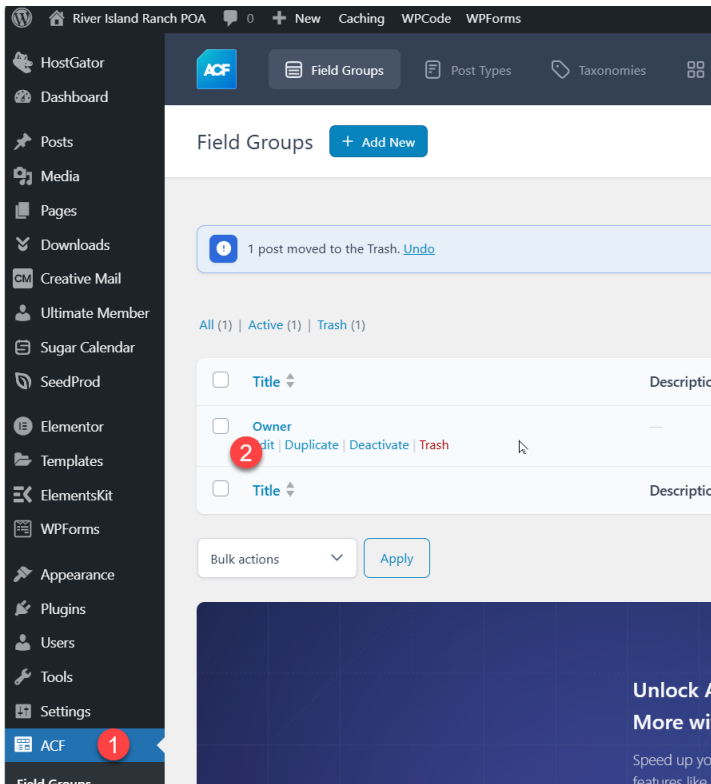 River Island Ranch POA 0 + New Caching WPCode WPForms
HostGator
Dashboard
Posts
Media
Pages
Downloads
CM Creative Mail
Ultimate Member
Sugar Calendar
SeedProd
Elementor
Templates
ElementsKit
WPForms
Appearance
Plugins
Users
Tools
Settings
ACF 1
Field Groups
ACF Field Groups Post Types Taxonomies
Field Groups + Add New
1 post moved to the Trash. Undo
All (1) | Active (1) | Trash (1)
Title Descriptio
Owner —
2 dit | Duplicate | Deactivate | Trash
Title Descriptio
Bulk actions Apply
Unlock A
More wi
Speed up yo
features like